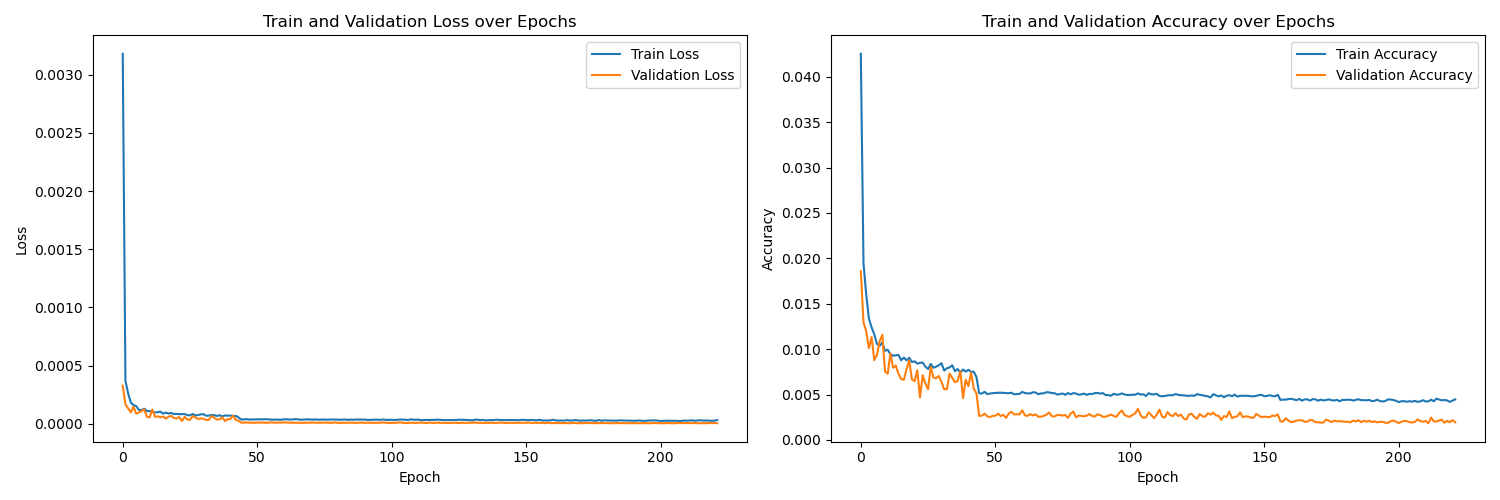 Train and Validation Loss over Epochs
Train Loss
Validation Loss
0.0030
0.0025
0.0020
0.0015
0.0010
0.0005
0.0000
Loss
0
50
100
150
200
Epoch
Train and Validation Accuracy over Epochs
Train Accuracy
Validation Accuracy
0.040
0.035
0.030
0.025
0.020
0.015
0.010
0.005
0.000
Accuracy
0
50
100
150
200
Epoch